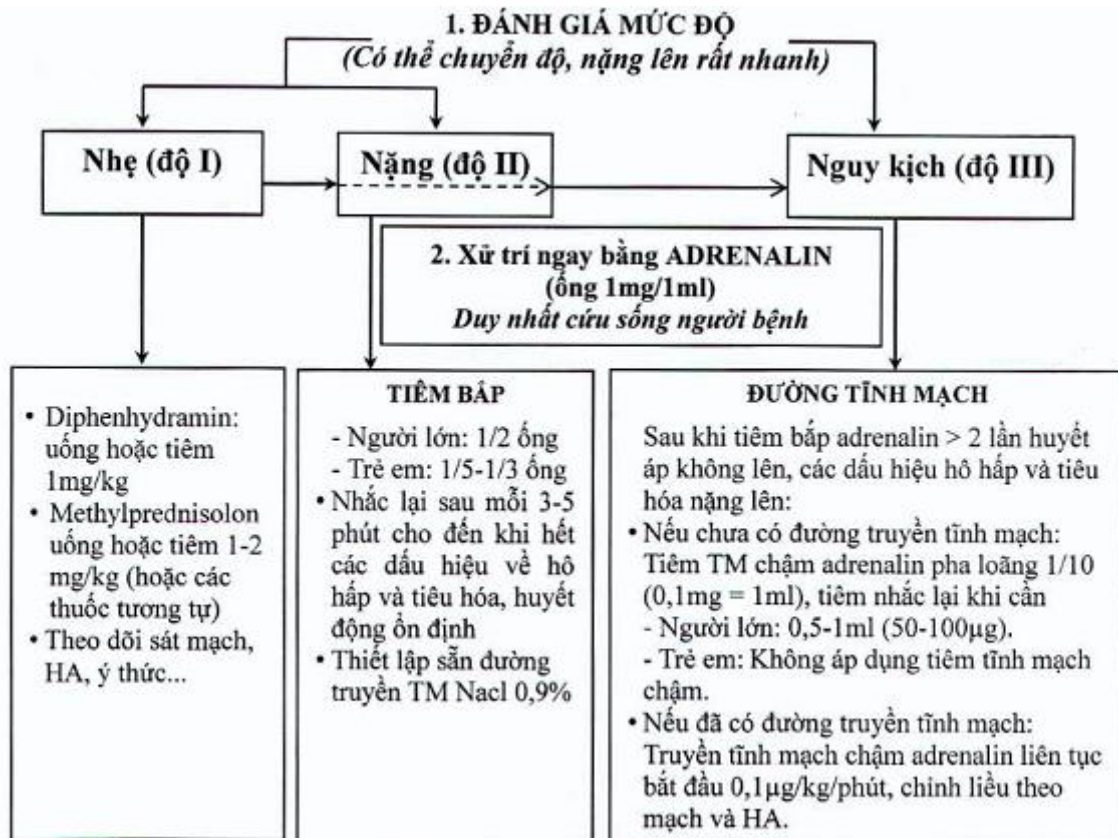 1. ĐÁNH GIÁ MỨC ĐỘ
(Có thể chuyển độ, nặng lên rất nhanh)
Nhẹ (độ I)
Nặng (độ II)
Nguy kịch (độ III)
2. Xử trí ngay bằng ADRENALIN
(ống 1mg/1ml)
Duy nhất cứu sống người bệnh
• Diphenhydramin:
uống hoặc tiêm
1mg/kg
• Methylprednisolon
uống hoặc tiêm 1-2
mg/kg (hoặc các
thuốc tương tự)
• Theo dõi sát mạch,
HA, ý thức...
TIÊM BẮP
- Người lớn: 1/2 ống
- Trẻ em: 1/5-1/3 ống
• Nhắc lại sau mỗi 3-5
phút cho đến khi hết
các dấu hiệu về hô
hấp và tiêu hóa, huyết
động ổn định
• Thiết lập sẵn đường
truyền TM Nacl 0,9%
ĐƯỜNG TĨNH MẠCH
Sau khi tiêm bắp adrenalin > 2 lần huyết
áp không lên, các dấu hiệu hô hấp và tiêu
hóa nặng lên:
• Nếu chưa có đường truyền tĩnh mạch:
Tiêm TM chậm adrenalin pha loãng 1/10
(0,1mg = 1ml), tiêm nhắc lại khi cần
- Người lớn: 0,5-1ml (50-100µg).
- Trẻ em: Không áp dụng tiêm tĩnh mạch
chậm.
• Nếu đã có đường truyền tĩnh mạch:
Truyền tĩnh mạch chậm adrenalin liên tục
bắt đầu 0,1µg/kg/phút, chỉnh liều theo
mạch và HA.